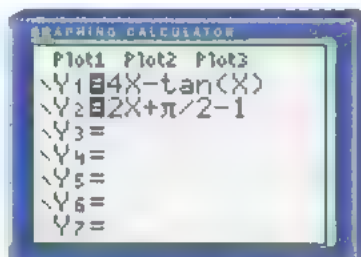 GRAPHING CALCULATOR
Plot1 Plot2 Plot3
\Y1=4X-tan(X)
\Y2=2X+π/2-1
\Y3=
\Y4=
\Y5=
\Y6=
Y7=